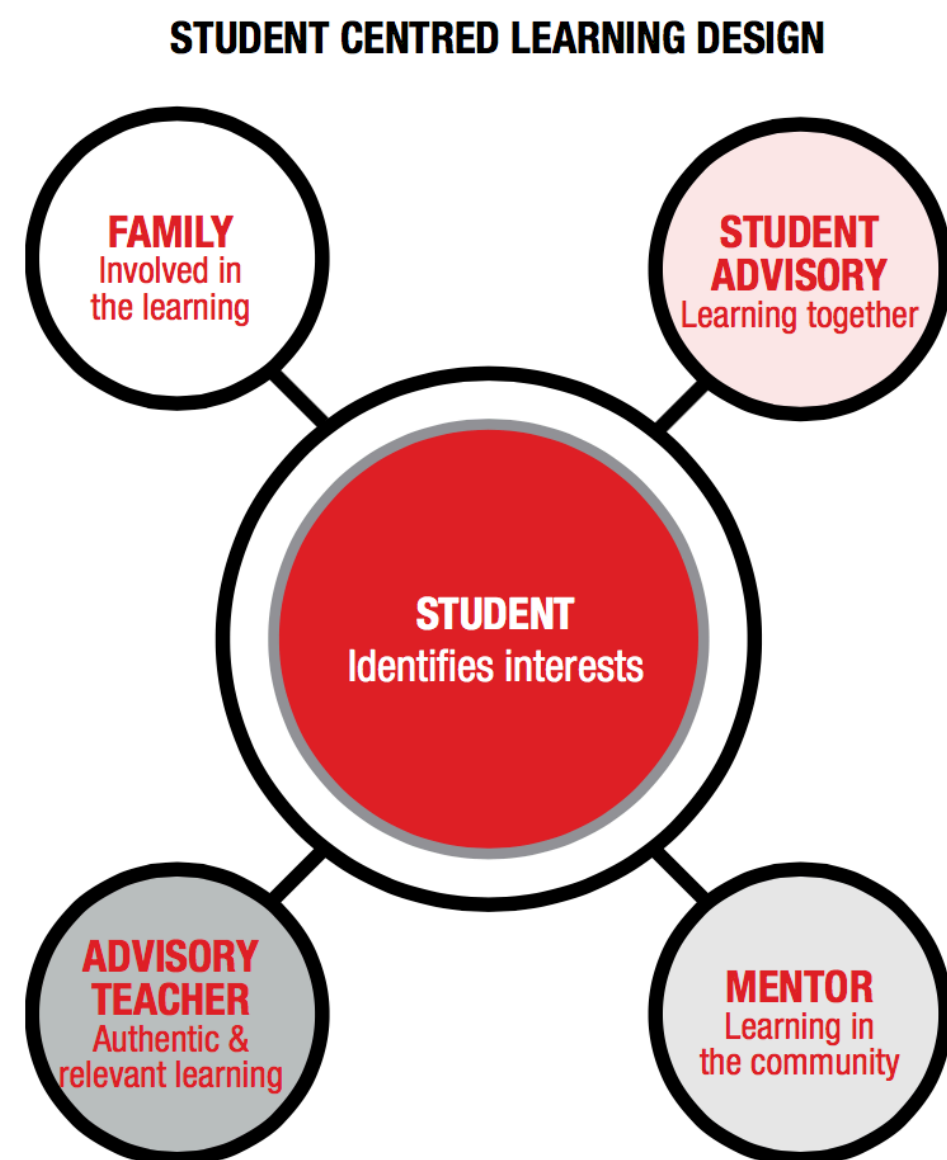 STUDENT CENTRED LEARNING DESIGN
FAMILY
Involved in
the learning
STUDENT
ADVISORY
Learning together
STUDENT
Identifies interests
ADVISORY
TEACHER
Authentic &
relevant learning
MENTOR
Learning in
the community